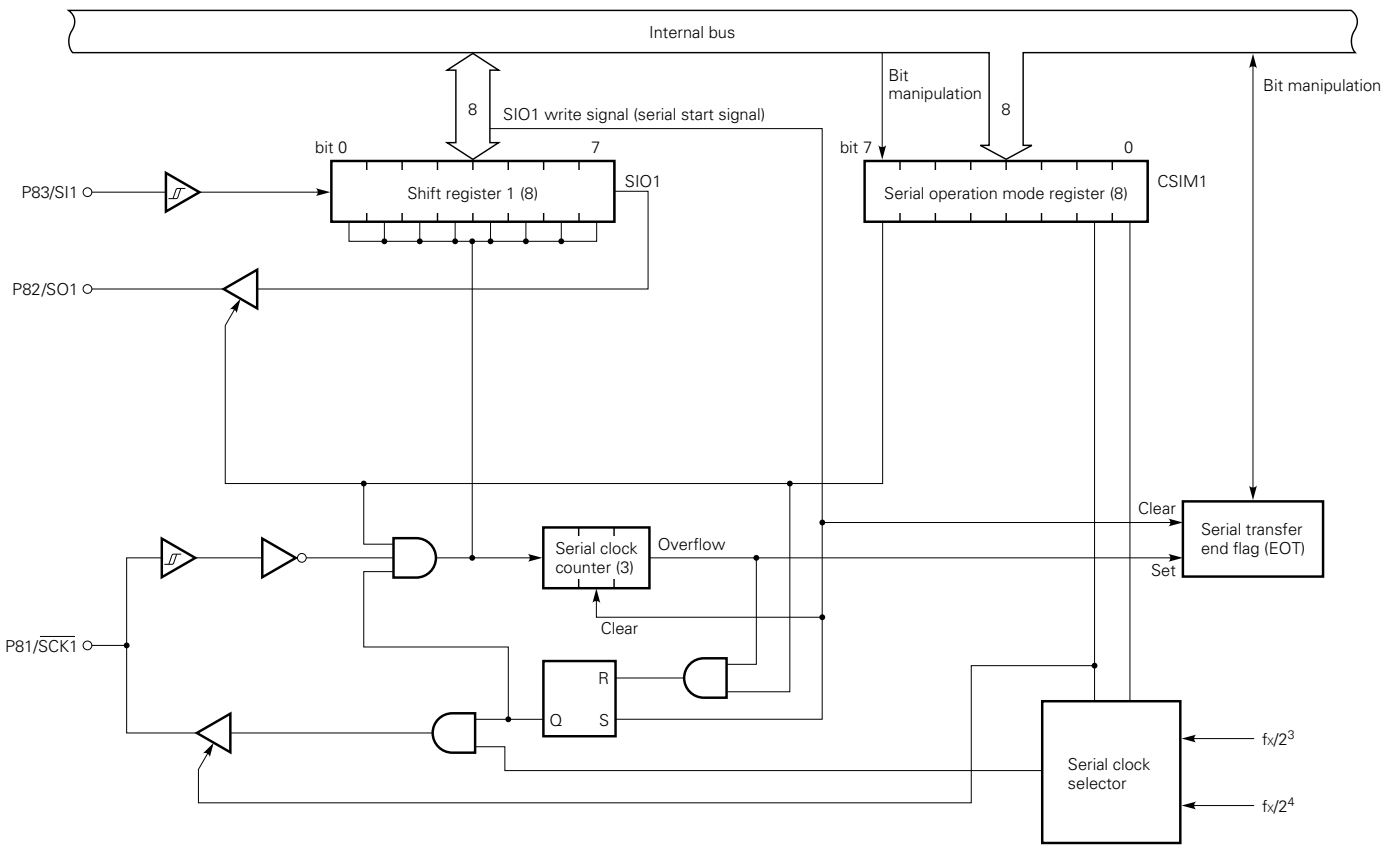 Internal bus
Bit
manipulation
Bit manipulation
8
8
SIO1 write signal (serial start signal)
bit 0
7
bit 7
0
P83/SI1
Shift register 1 (8)
SIO1
Serial operation mode register (8)
CSIM1
P82/SO1
Clear
Serial transfer
end flag (EOT)
Set
Serial clock
counter (3)
Overflow
Clear
P81/SCK1
R
Q
S
Serial clock
selector
fx/2³
fx/2⁴